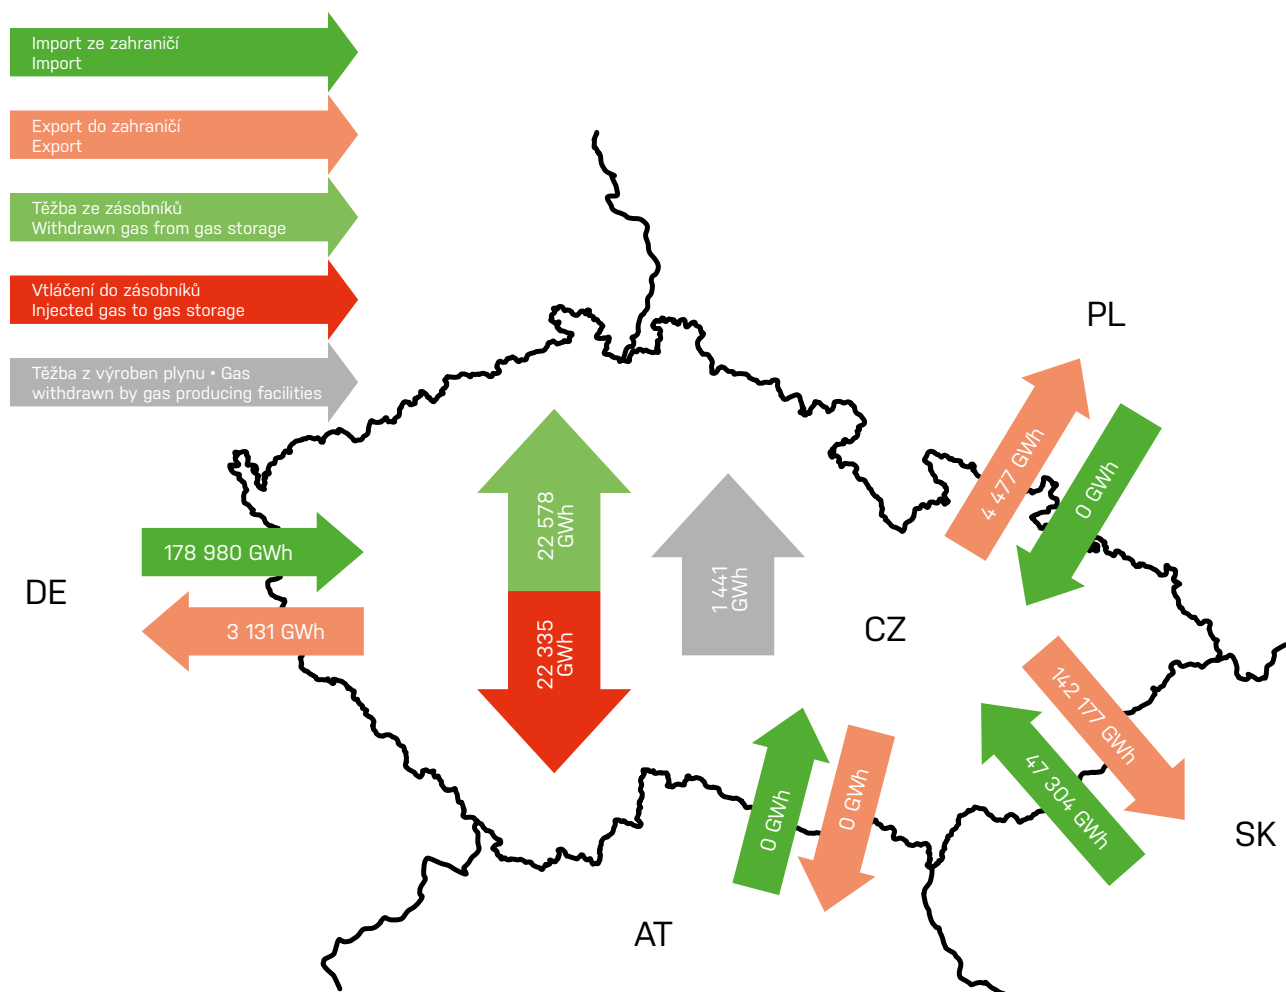 Import ze zahraničí
Import
Export do zahraničí
Export
Těžba ze zásobníků
Withdrawn gas from gas storage
Vtláčení do zásobníků
Injected gas to gas storage
Těžba z výroben plynu • Gas
withdrawn by gas producing facilities
PL
4 477 GWh
0 GWh
22 578
GWh
178 980 GWh
DE
3 131 GWh
1 441
GWh
CZ
22 335
GWh
142 177 GWh
47 304 GWh
0 GWh
0 GWh
SK
AT